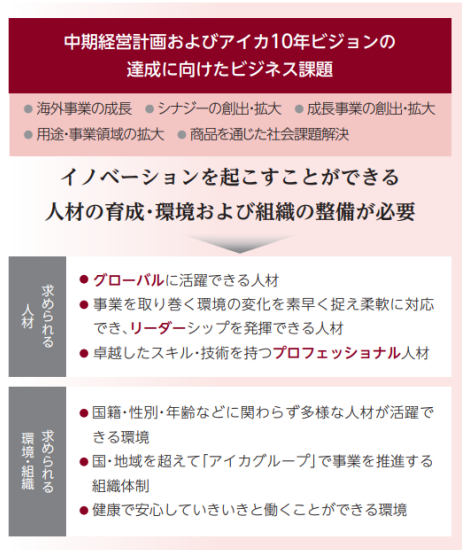 中期経営計画およびアイカ10年ビジョンの
達成に向けたビジネス課題
● 海外事業の成長 ● シナジーの創出・拡大 ● 成長事業の創出・拡大
● 用途・事業領域の拡大 ● 商品を通じた社会課題解決
イノベーションを起こすことができる
人材の育成・環境および組織の整備が必要
求められる
人材
● グローバルに活躍できる人材
● 事業を取り巻く環境の変化を素早く捉え柔軟に対応
でき、リーダーシップを発揮できる人材
● 卓越したスキル・技術を持つプロフェッショナル人材
求められる
環境・組織
● 国籍・性別・年齢などに関わらず多様な人材が活躍で
きる環境
● 国・地域を超えて「アイカグループ」で事業を推進する
組織体制
● 健康で安心していきいきと働くことができる環境